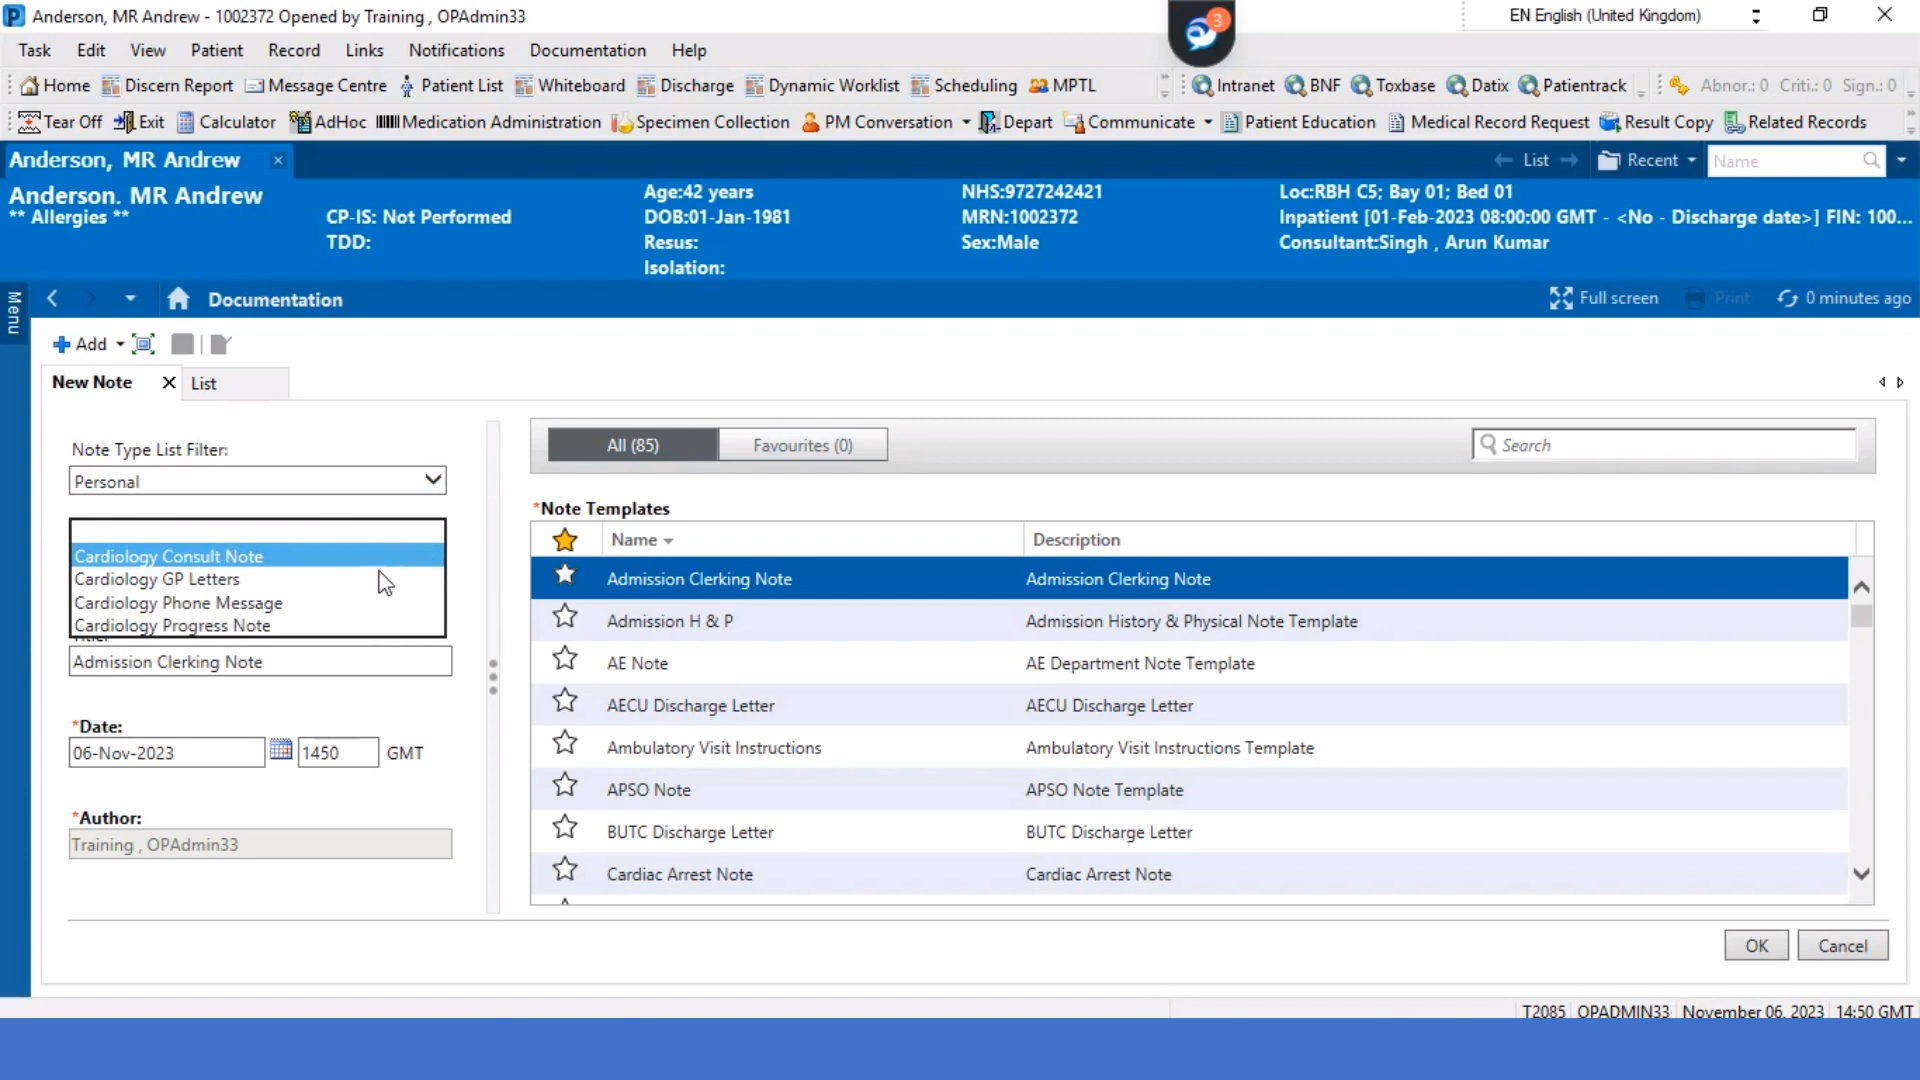 Anderson, MR Andrew - 1002372 Opened by Training , OPAdmin33
3
EN English (United Kingdom)
Task Edit View Patient Record Links Notifications Documentation Help
Home Discern Report Message Centre Patient List Whiteboard Discharge Dynamic Worklist Scheduling MPTL Intranet BNF Toxbase Datix Patientrack Abnor.: 0 Criti.: 0 Sign.: 0
Tear Off Exit Calculator AdHoc Medication Administration Specimen Collection PM Conversation Depart Communicate Patient Education Medical Record Request Result Copy Related Records
Anderson, MR Andrew
List Recent Name
Anderson. MR Andrew
** Allergies **
CP-IS: Not Performed
TDD:
Age:42 years
DOB:01-Jan-1981
Resus:
Isolation:
NHS:9727242421
MRN:1002372
Sex:Male
Loc:RBH C5; Bay 01; Bed 01
Inpatient [01-Feb-2023 08:00:00 GMT - <No - Discharge date>] FIN: 100...
Consultant:Singh , Arun Kumar
Menu
Documentation
Full screen Print 0 minutes ago
Add
New Note List
Note Type List Filter:
Personal
Cardiology Consult Note
Cardiology GP Letters
Cardiology Phone Message
Cardiology Progress Note
Admission Clerking Note
*Date:
06-Nov-2023 1450 GMT
*Author:
Training , OPAdmin33
All (85) Favourites (0) Search
*Note Templates
Name Description
Admission Clerking Note Admission Clerking Note
Admission H & P Admission History & Physical Note Template
AE Note AE Department Note Template
AECU Discharge Letter AECU Discharge Letter
Ambulatory Visit Instructions Ambulatory Visit Instructions Template
APSO Note APSO Note Template
BUTC Discharge Letter BUTC Discharge Letter
Cardiac Arrest Note Cardiac Arrest Note
OK Cancel
T2085 OPADMIN33 November 06, 2023 14:50 GMT